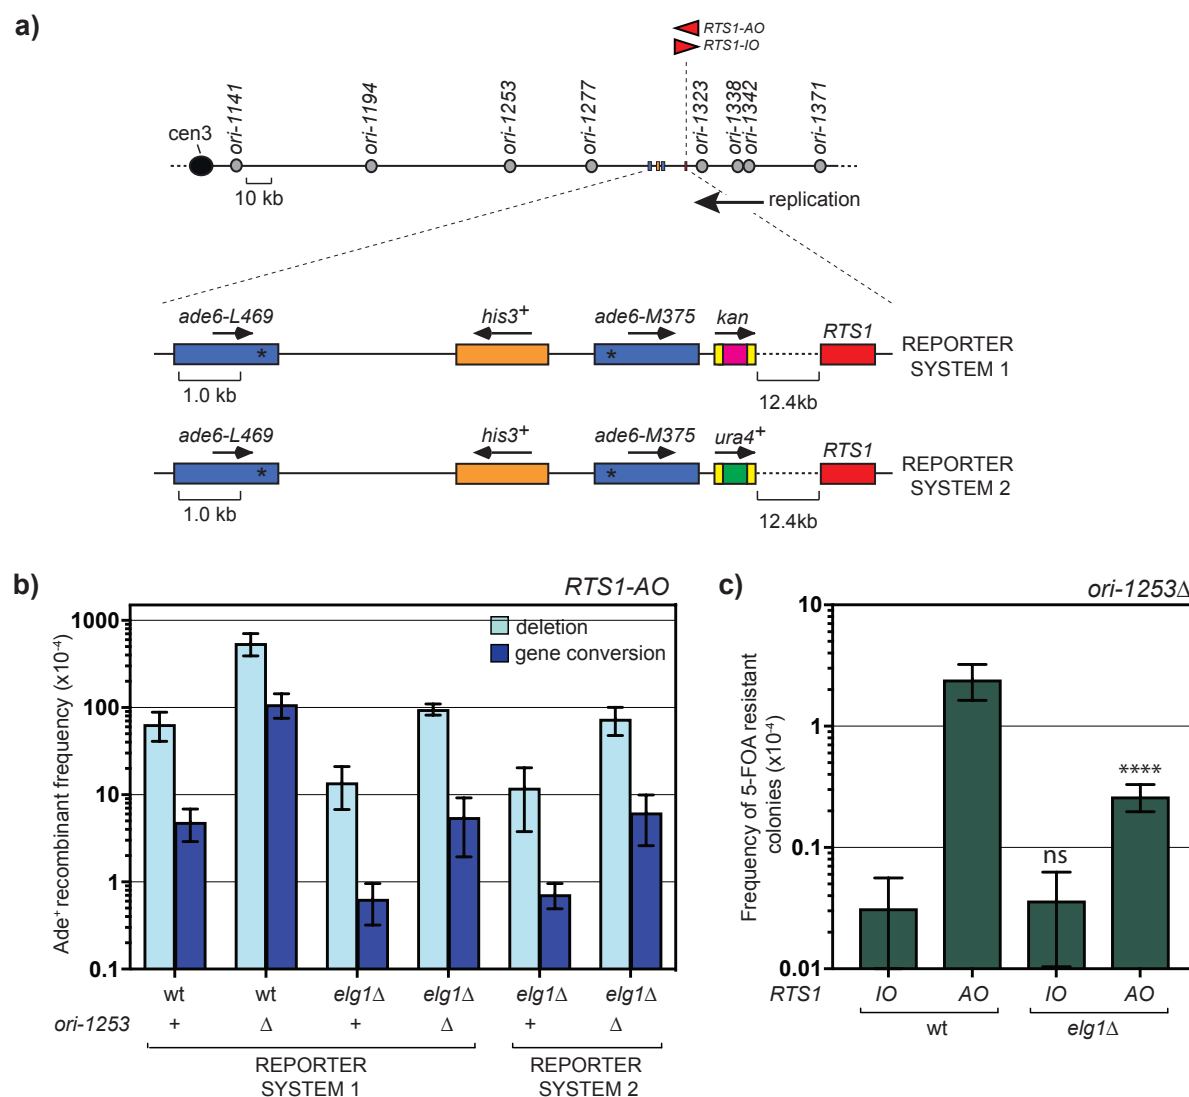 a)
RTS1-AO
RTS1-IO
cen3
ori-1141
ori-1194
ori-1253
ori-1277
ori-1323
ori-1338
ori-1342
ori-1371
10 kb
replication
ade6-L469
his3+
ade6-M375
kan
RTS1
REPORTER
SYSTEM 1
*
*
1.0 kb
12.4kb
ade6-L469
his3+
ade6-M375
ura4+
RTS1
REPORTER
SYSTEM 2
*
*
1.0 kb
12.4kb
b)
RTS1-AO
Ade+ recombinant frequency (x10-4)
1000
100
10
1
0.1
deletion
gene conversion
wt
wt
elg1Δ
elg1Δ
elg1Δ
elg1Δ
ori-1253
+
Δ
+
Δ
+
Δ
REPORTER
SYSTEM 1
REPORTER
SYSTEM 2
c)
ori-1253Δ
Frequency of 5-FOA resistant
colonies (x10-4)
10
1
0.1
0.01
ns
****
RTS1
IO
AO
IO
AO
wt
elg1Δ